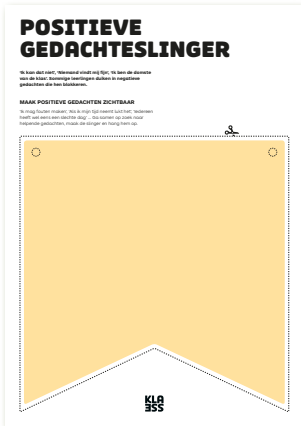 POSITIEVE
GEDACHTESLINGER
'Ik kan dat niet', 'Niemand vindt mij fijn', 'Ik ben de domste
van de klas'. Sommige leerlingen duiken in negatieve
gedachten die hen blokkeren.
MAAK POSITIEVE GEDACHTEN ZICHTBAAR
'Ik mag fouten maken', 'Als ik mijn tijd neemt lukt het', 'Iedereen
heeft wel eens een slechte dag' ... Ga samen op zoek naar
helpende gedachten, maak de slinger en hang hem op.
KLA
SSE